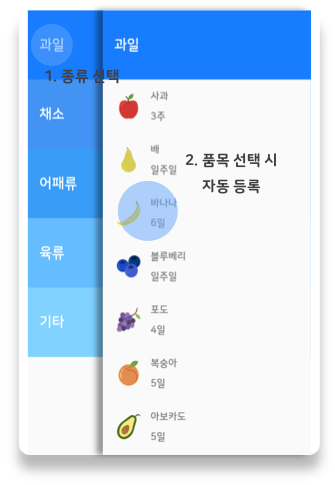 과일
과일
1. 종류 선택
채소
어패류
육류
기타
사과
3주
배
일주일
2. 품목 선택 시
자동 등록
바나나
6일
블루베리
일주일
포도
4일
복숭아
5일
아보카도
5일